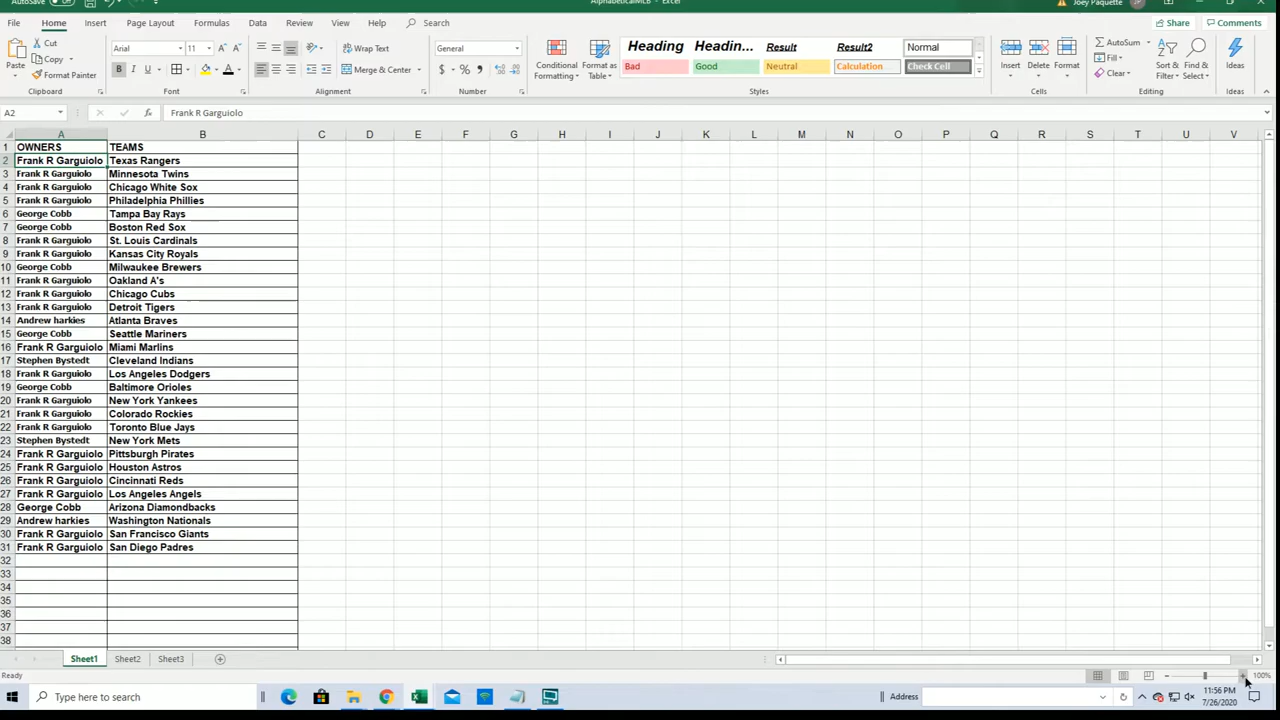 AutoSave AlphabeticalMLB - Excel Joey Paquette JP
File Home Insert Page Layout Formulas Data Review View Help Search Share Comments
Paste Cut Copy Format Painter Clipboard
Arial 11 A A B I U A Font
Wrap Text Merge & Center Alignment
General $ % , Number
Conditional Formatting Format as Table
Heading Headin... Result Result2 Normal
Bad Good Neutral Calculation Check Cell
Styles
Insert Delete Format Cells
AutoSum Fill Clear Sort & Filter Find & Select Editing
Ideas Ideas
A2 fx Frank R Garguiolo
A B C D E F G H I J K L M N O P Q R S T U V
1 OWNERS TEAMS
2 Frank R Garguiolo Texas Rangers
3 Frank R Garguiolo Minnesota Twins
4 Frank R Garguiolo Chicago White Sox
5 Frank R Garguiolo Philadelphia Phillies
6 George Cobb Tampa Bay Rays
7 George Cobb Boston Red Sox
8 Frank R Garguiolo St. Louis Cardinals
9 Frank R Garguiolo Kansas City Royals
10 George Cobb Milwaukee Brewers
11 Frank R Garguiolo Oakland A's
12 Frank R Garguiolo Chicago Cubs
13 Frank R Garguiolo Detroit Tigers
14 Andrew harkies Atlanta Braves
15 George Cobb Seattle Mariners
16 Frank R Garguiolo Miami Marlins
17 Stephen Bystedt Cleveland Indians
18 Frank R Garguiolo Los Angeles Dodgers
19 George Cobb Baltimore Orioles
20 Frank R Garguiolo New York Yankees
21 Frank R Garguiolo Colorado Rockies
22 Frank R Garguiolo Toronto Blue Jays
23 Stephen Bystedt New York Mets
24 Frank R Garguiolo Pittsburgh Pirates
25 Frank R Garguiolo Houston Astros
26 Frank R Garguiolo Cincinnati Reds
27 Frank R Garguiolo Los Angeles Angels
28 George Cobb Arizona Diamondbacks
29 Andrew harkies Washington Nationals
30 Frank R Garguiolo San Francisco Giants
31 Frank R Garguiolo San Diego Padres
32
33
34
35
36
37
38
Sheet1 Sheet2 Sheet3
Ready 100%
Type here to search Address 11:56 PM
7/26/2020